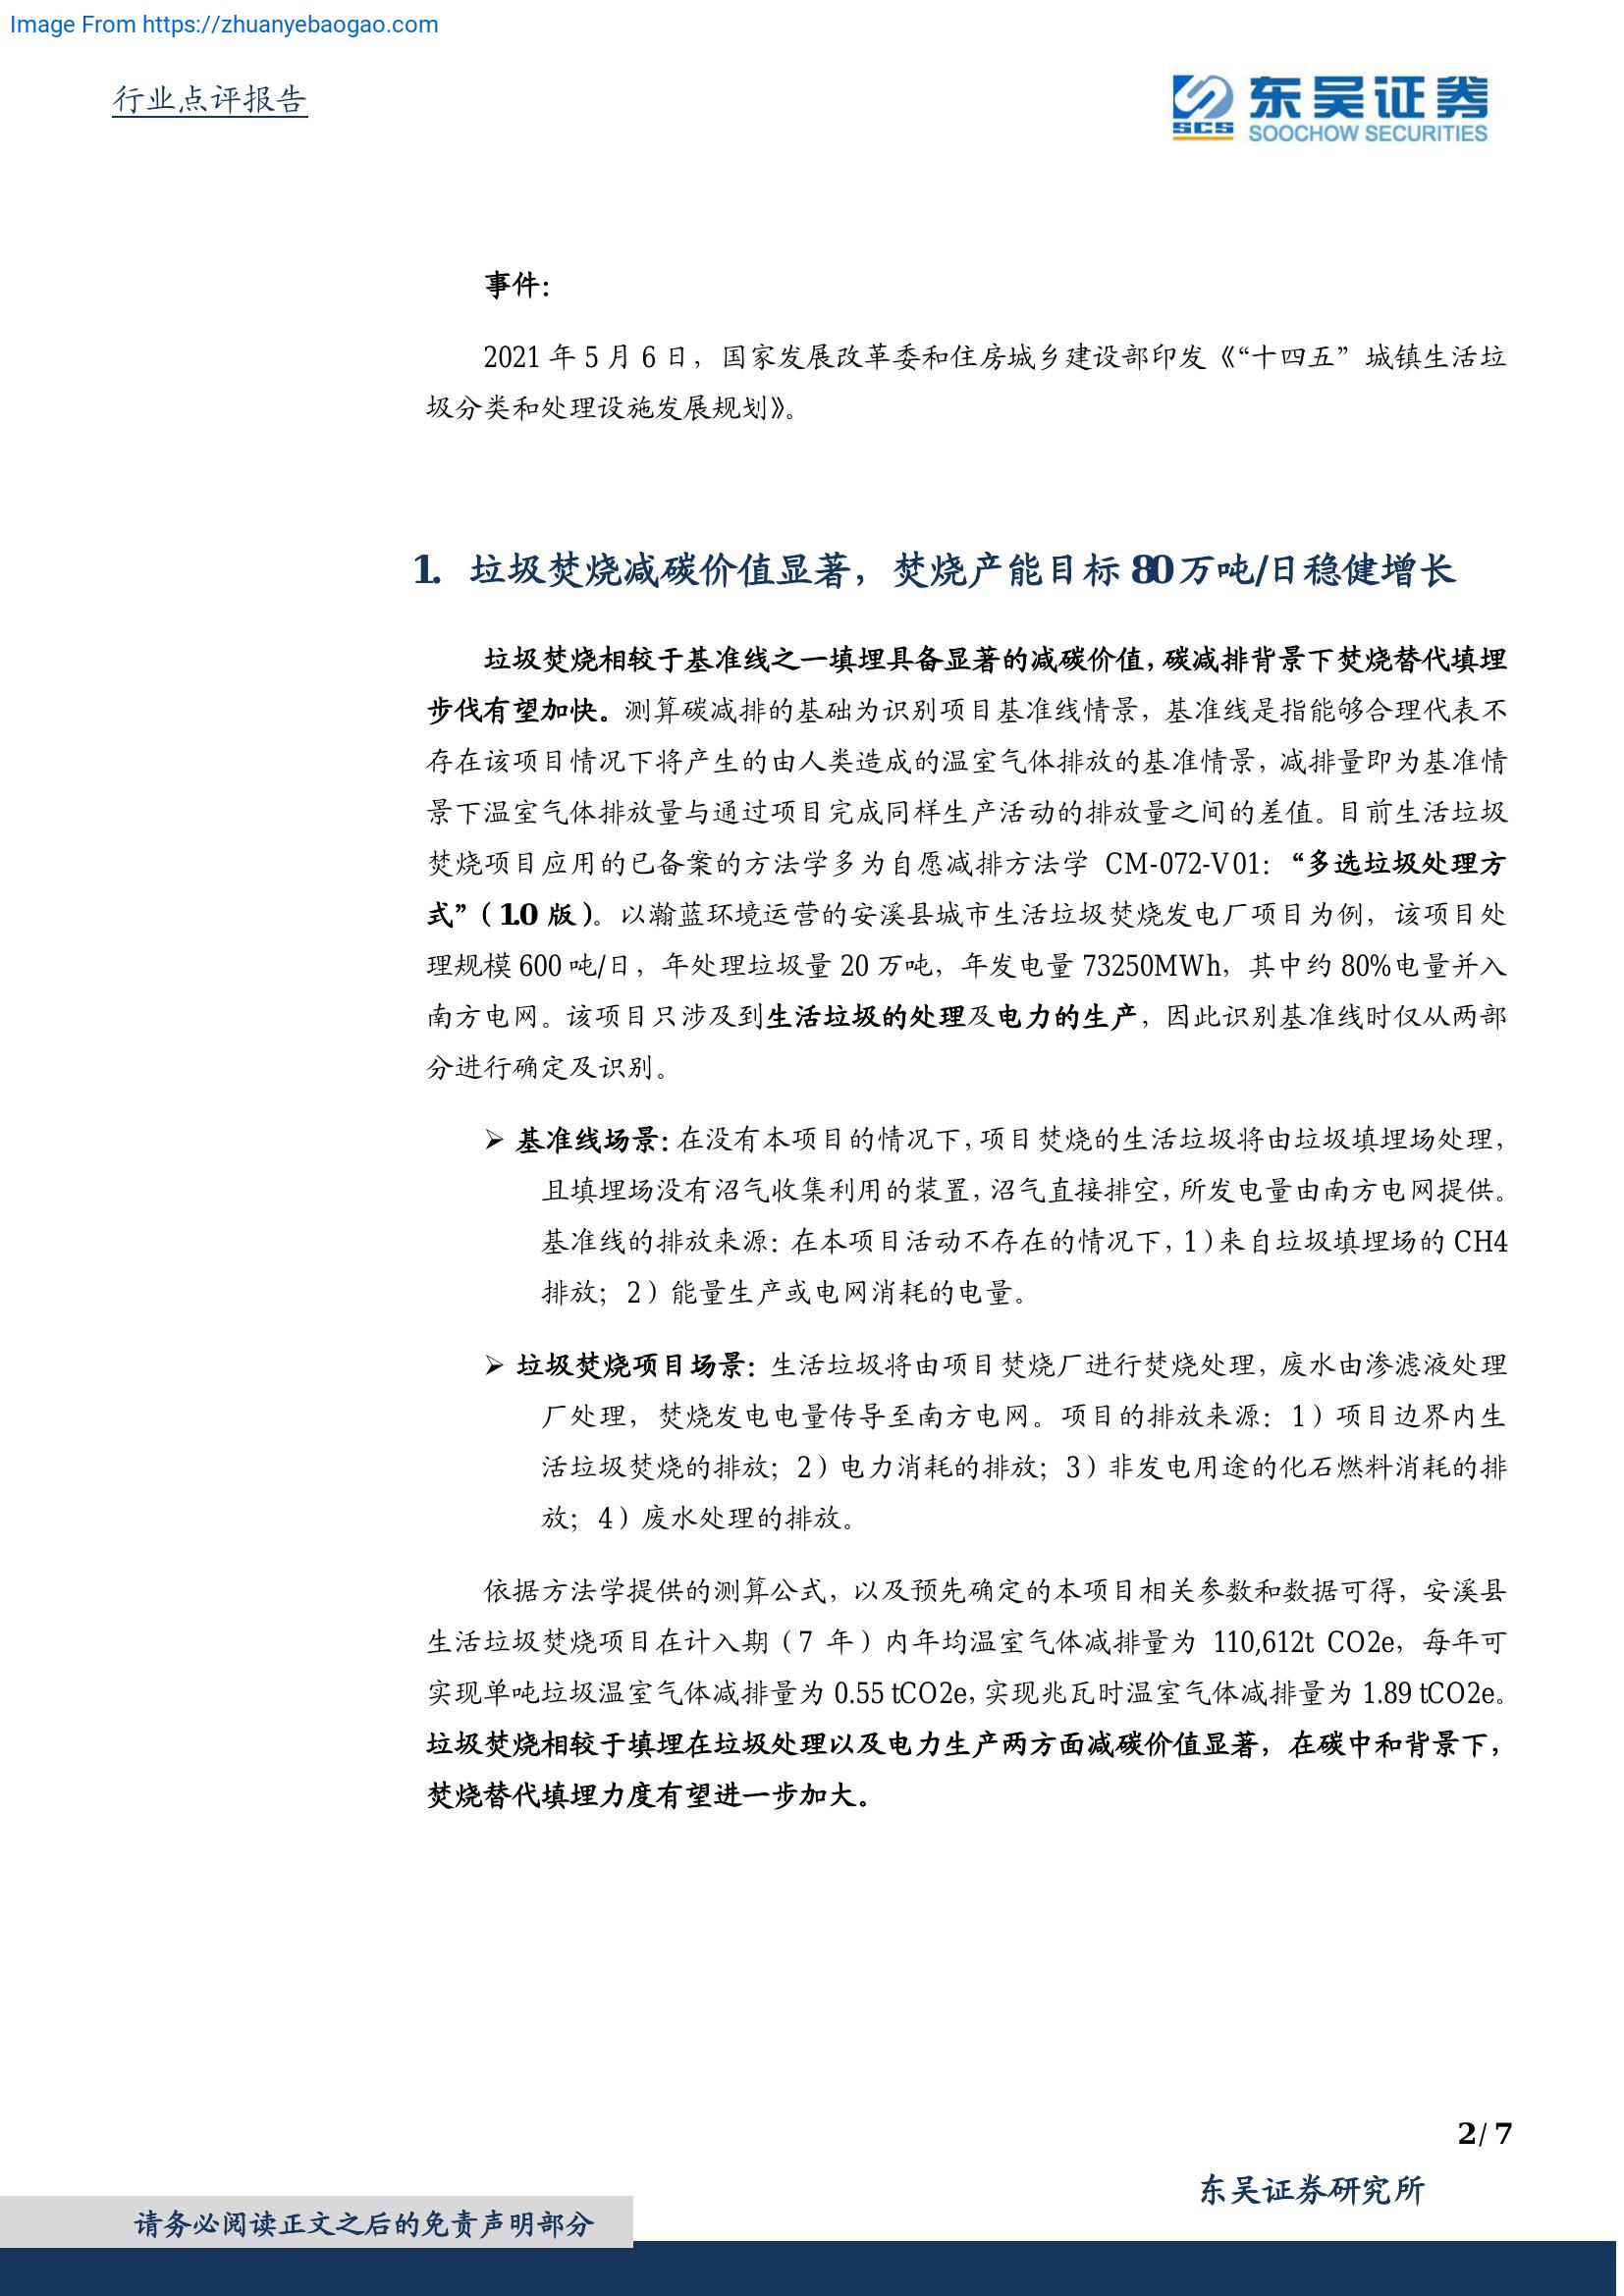 Image From https://zhuanyebaogao.com
行业点评报告
SCS
东吴证券
SOOCHOW SECURITIES
事件：
2021 年 5 月 6 日，国家发展改革委和住房城乡建设部印发《“十四五”城镇生活垃
圾分类和处理设施发展规划》。
1. 垃圾焚烧减碳价值显著，焚烧产能目标 80 万吨/日稳健增长
垃圾焚烧相较于基准线之一填埋具备显著的减碳价值，碳减排背景下焚烧替代填埋
步伐有望加快。测算碳减排的基础为识别项目基准线情景，基准线是指能够合理代表不
存在该项目情况下将产生的由人类造成的温室气体排放的基准情景，减排量即为基准情
景下温室气体排放量与通过项目完成同样生产活动的排放量之间的差值。目前生活垃圾
焚烧项目应用的已备案的方法学多为自愿减排方法学 CM-072-V01：“多选垃圾处理方
式”（1.0 版）。以瀚蓝环境运营的安溪县城市生活垃圾焚烧发电厂项目为例，该项目处
理规模 600 吨/日，年处理垃圾量 20 万吨，年发电量 73250MWh，其中约 80%电量并入
南方电网。该项目只涉及到生活垃圾的处理及电力的生产，因此识别基准线时仅从两部
分进行确定及识别。
➢ 基准线场景：在没有本项目的情况下，项目焚烧的生活垃圾将由垃圾填埋场处理，
且填埋场没有沼气收集利用的装置，沼气直接排空，所发电量由南方电网提供。
基准线的排放来源：在本项目活动不存在的情况下，1）来自垃圾填埋场的 CH4
排放；2）能量生产或电网消耗的电量。
➢ 垃圾焚烧项目场景：生活垃圾将由项目焚烧厂进行焚烧处理，废水由渗滤液处理
厂处理，焚烧发电电量传导至南方电网。项目的排放来源：1）项目边界内生
活垃圾焚烧的排放；2）电力消耗的排放；3）非发电用途的化石燃料消耗的排
放；4）废水处理的排放。
依据方法学提供的测算公式，以及预先确定的本项目相关参数和数据可得，安溪县
生活垃圾焚烧项目在计入期（7 年）内年均温室气体减排量为 110,612t CO2e，每年可
实现单吨垃圾温室气体减排量为 0.55 tCO2e，实现兆瓦时温室气体减排量为 1.89 tCO2e。
垃圾焚烧相较于填埋在垃圾处理以及电力生产两方面减碳价值显著，在碳中和背景下，
焚烧替代填埋力度有望进一步加大。
2 / 7
东吴证券研究所
请务必阅读正文之后的免责声明部分